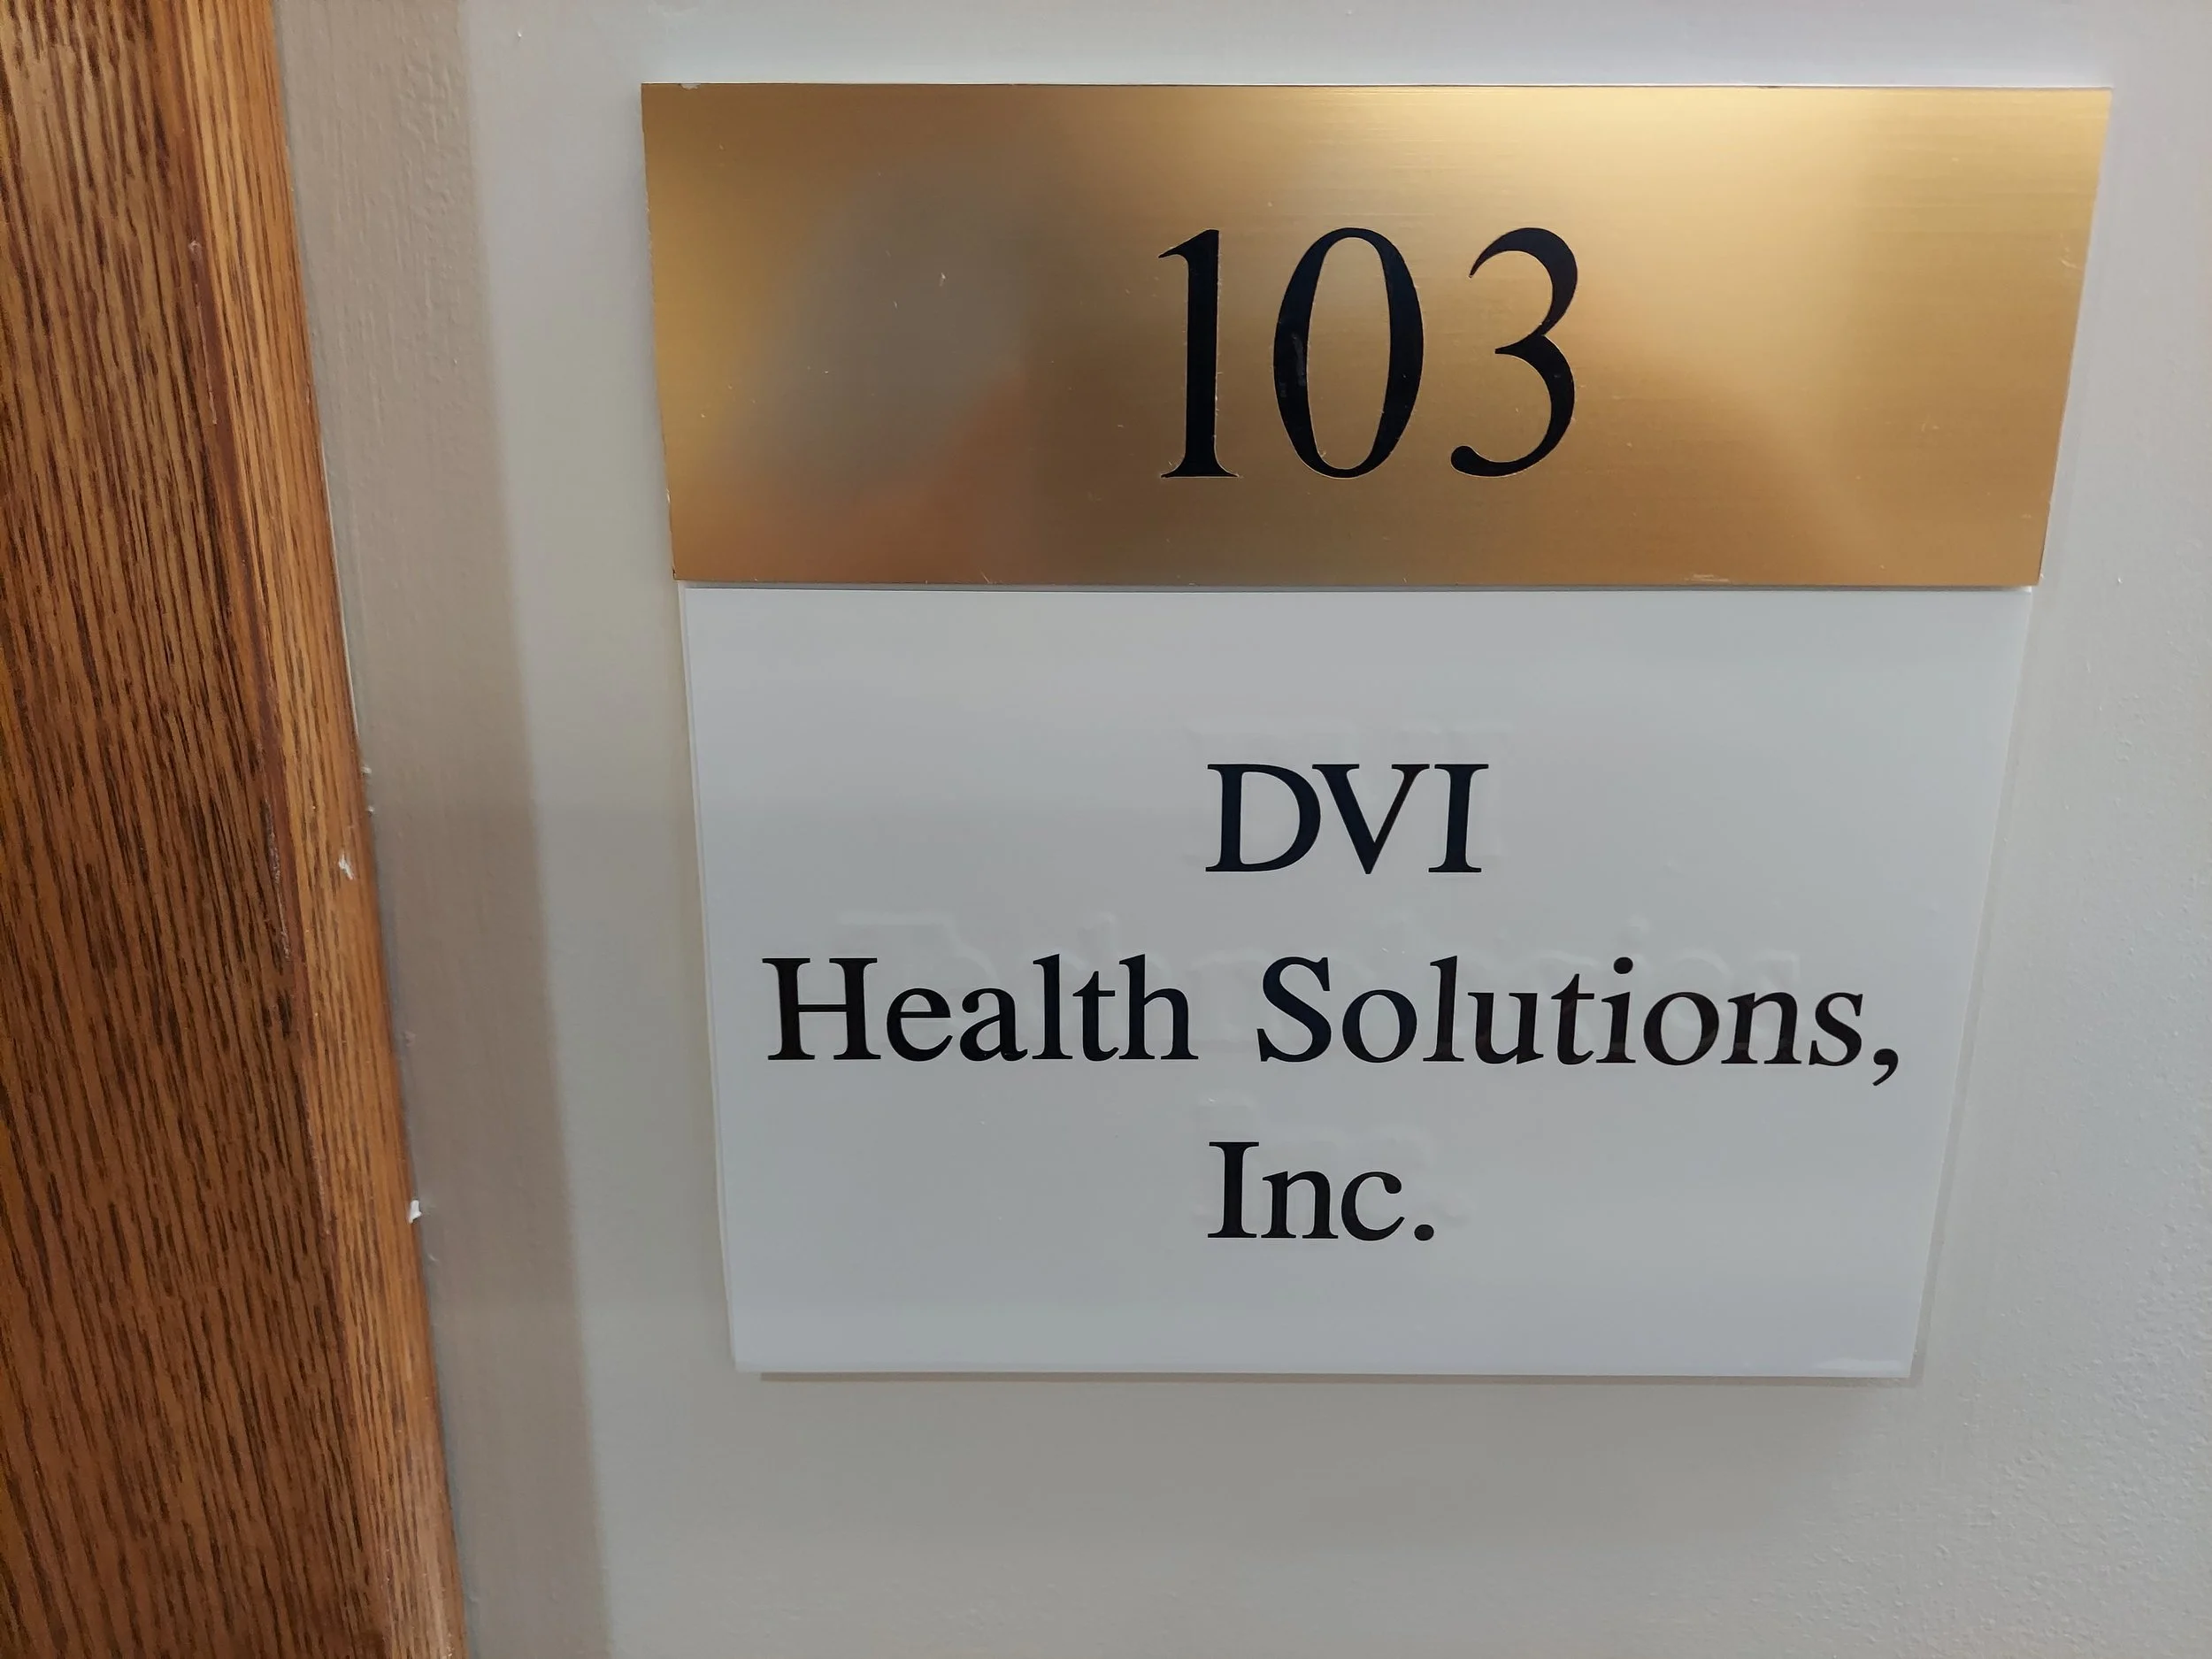 103
DVI
Health Solutions,
Inc.